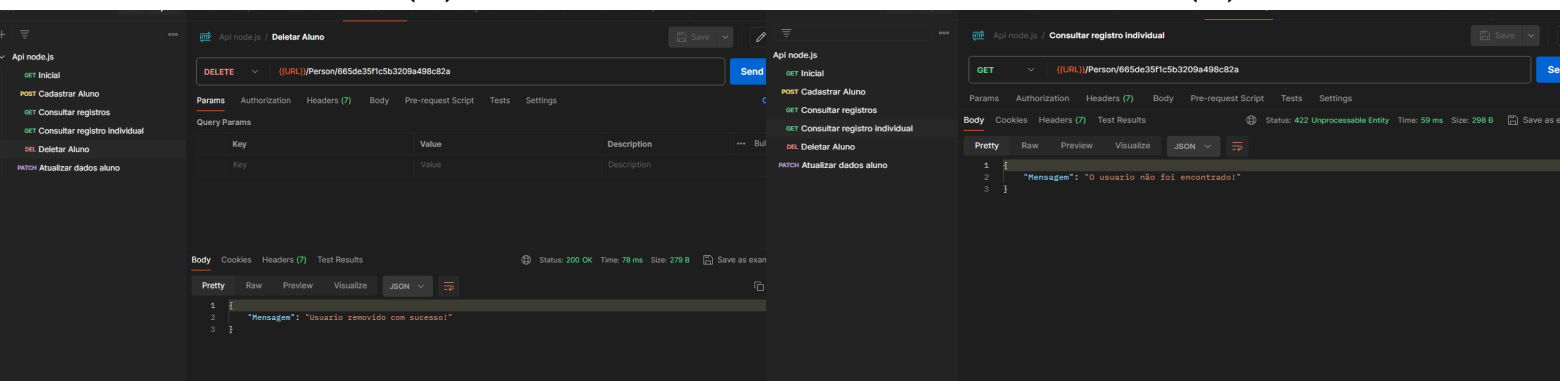 Api node.js / Deletar Aluno
Save
Api node.js
GET Inicial
POST Cadastrar Aluno
GET Consultar registros
GET Consultar registro individual
DEL Deletar Aluno
PATCH Atualizar dados aluno
DELETE
{{URL}}/Person/665de35f1c5b3209a498c82a
Send
Params Authorization Headers (7) Body Pre-request Script Tests Settings
Query Params
Key Value Description Bul
Key Value Description
Body Cookies Headers (7) Test Results
Status: 200 OK Time: 78 ms Size: 279 B Save as exam
Pretty Raw Preview Visualize JSON
1 {
2 "Mensagem": "Usuario removido com sucesso!"
3 }
Api node.js / Consultar registro individual
Save
Api node.js
GET Inicial
POST Cadastrar Aluno
GET Consultar registros
GET Consultar registro individual
DEL Deletar Aluno
PATCH Atualizar dados aluno
GET
{{URL}}/Person/665de35f1c5b3209a498c82a
Se
Params Authorization Headers (7) Body Pre-request Script Tests Settings
Body Cookies Headers (7) Test Results
Status: 422 Unprocessable Entity Time: 59 ms Size: 298 B Save as e
Pretty Raw Preview Visualize JSON
1 {
2 "Mensagem": "O usuario não foi encontrado!"
3 }